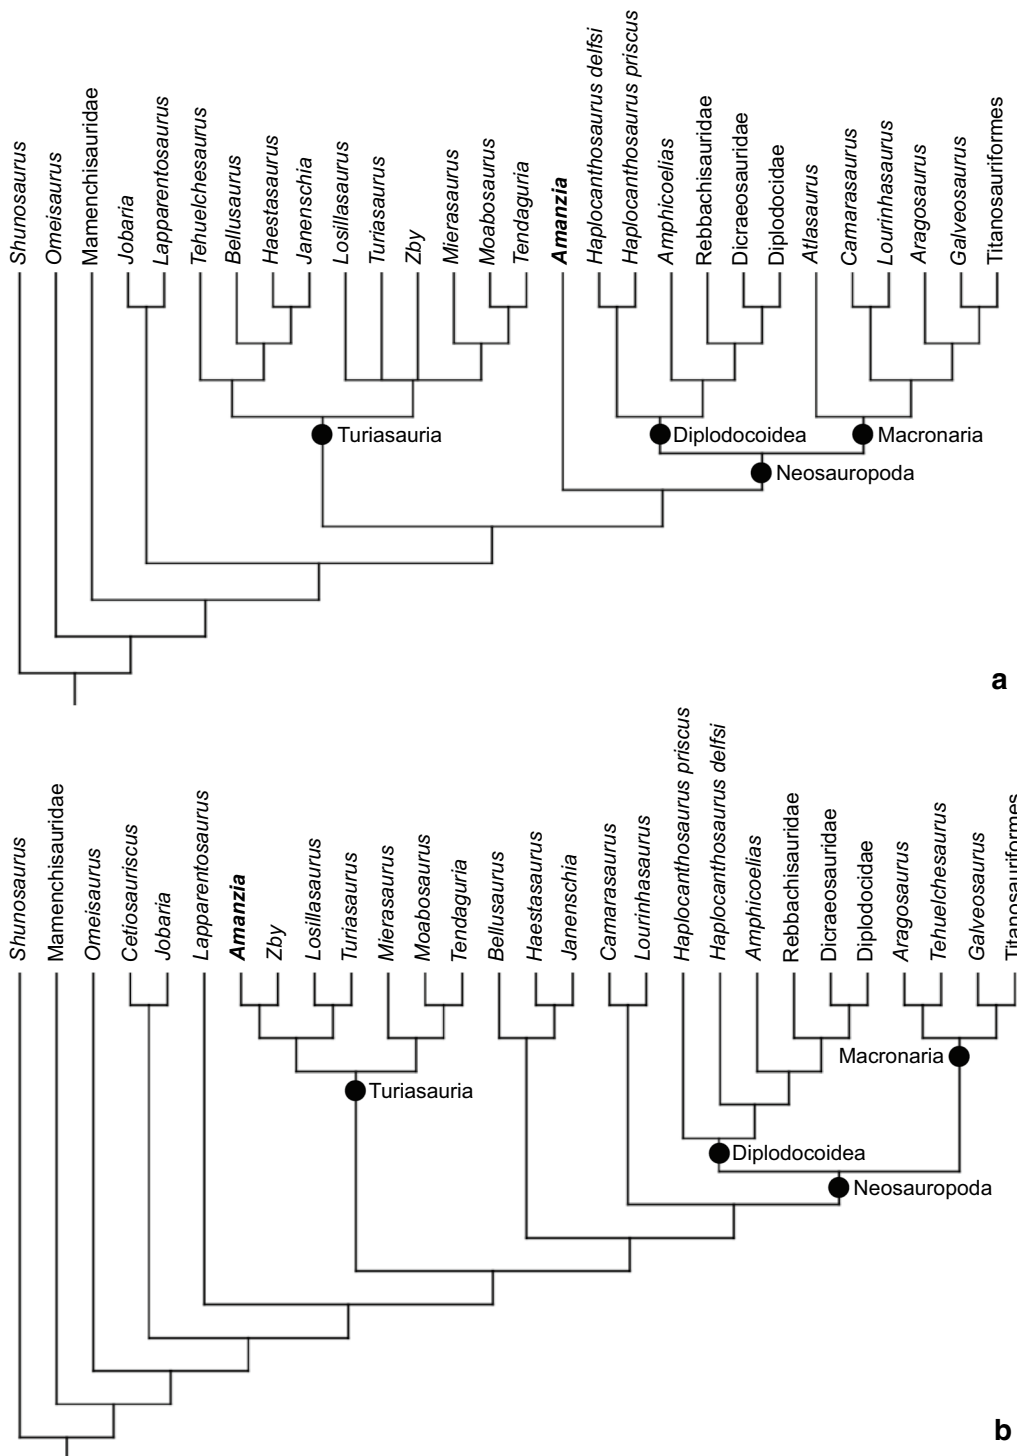 Shunosaurus
Omeisaurus
Mamenchisauridae
Jobaria
Lapparentosaurus
Tehuelchesaurus
Bellusaurus
Haestasaurus
Janenschia
Losillasaurus
Turiasaurus
Zby
Mierasaurus
Moabosaurus
Tendaguria
Amanzia
Haplocanthosaurus delfsi
Haplocanthosaurus priscus
Amphicoelias
Rebbachisauridae
Dicraeosauridae
Diplodocidae
Atlasaurus
Camarasaurus
Lourinhasaurus
Aragosaurus
Galveosaurus
Titanosauriformes
Turiasauria
Diplodocoidea
Macronaria
Neosauropoda
a
Shunosaurus
Mamenchisauridae
Omeisaurus
Cetiosauriscus
Jobaria
Lapparentosaurus
Amanzia
Zby
Losillasaurus
Turiasaurus
Mierasaurus
Moabosaurus
Tendaguria
Bellusaurus
Haestasaurus
Janenschia
Camarasaurus
Lourinhasaurus
Haplocanthosaurus priscus
Haplocanthosaurus delfsi
Amphicoelias
Rebbachisauridae
Dicraeosauridae
Diplodocidae
Aragosaurus
Tehuelchesaurus
Galveosaurus
Titanosauriformes
Macronaria
Turiasauria
Diplodocoidea
Neosauropoda
b